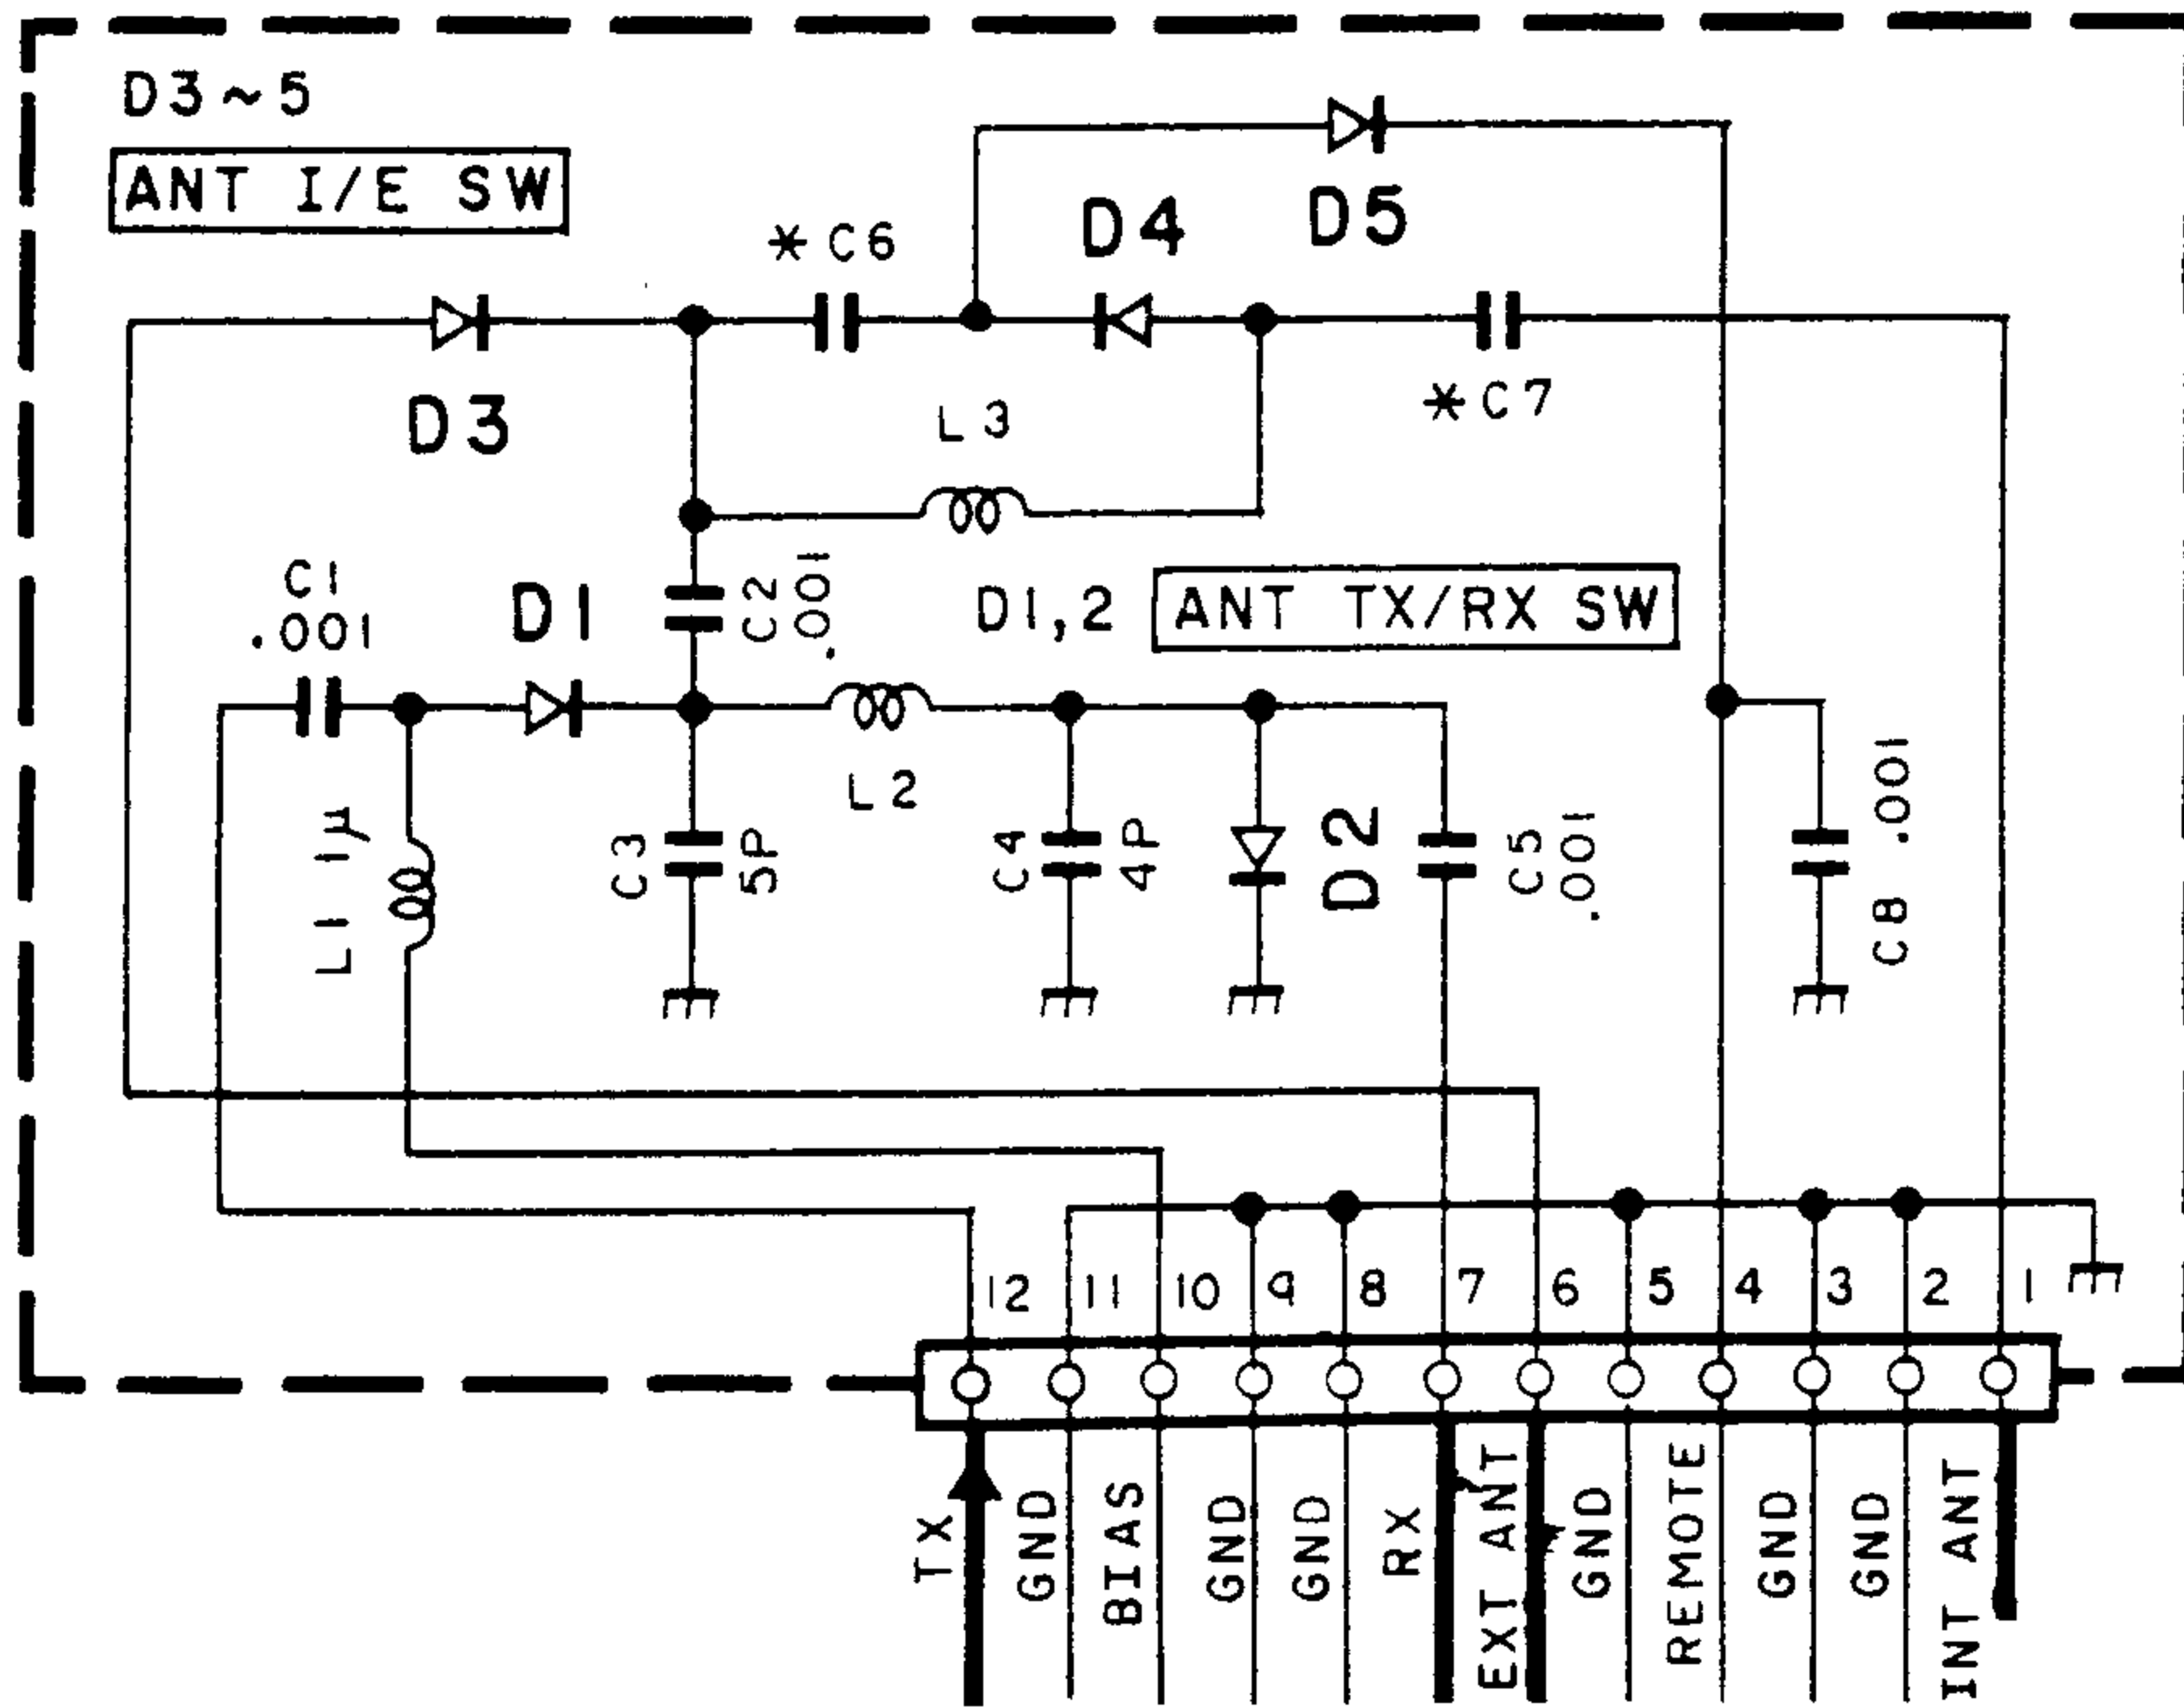 D3~5
ANT I/E SW
*C6
D4
D5
D3
L3
*C7
C1
.001
D1
C2
.001
D1,2
ANT TX/RX SW
L1 1μ
C3
5P
L2
C4
4P
D2
C5
.001
C8 .001
12
11
10
9
8
7
6
5
4
3
2
1
TX
GND
BIAS
GND
GND
RX
EXT ANT
GND
REMOTE
GND
GND
INT ANT